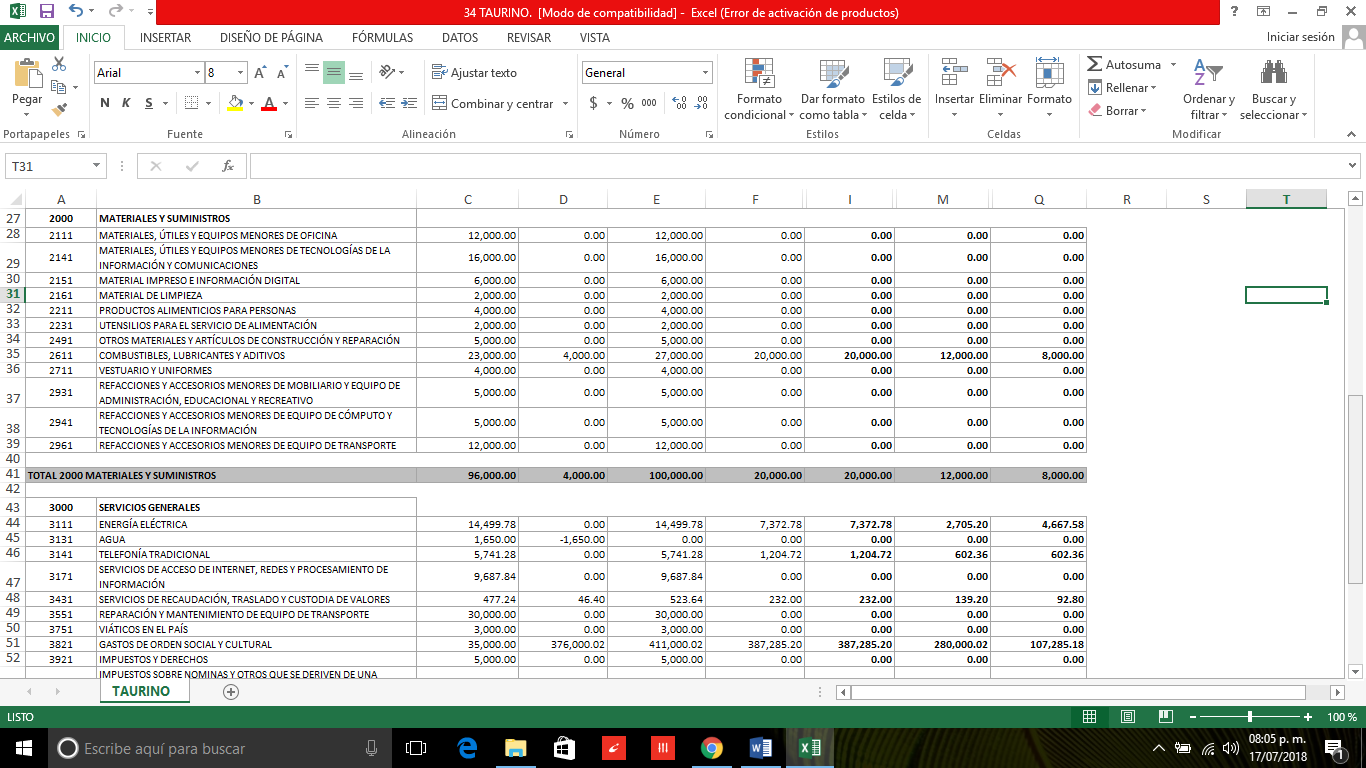 34 TAURINO. [Modo de compatibilidad] - Excel (Error de activación de productos)
ARCHIVO INICIO INSERTAR DISEÑO DE PÁGINA FÓRMULAS DATOS REVISAR VISTA Iniciar sesión
Arial 8 Ajustar texto General Autosuma
Pegar Rellenar
N K S A Combinar y centrar $ % 000 Borrar
Formato condicional Dar formato como tabla Estilos de celda Insertar Eliminar Formato Ordenar y filtrar Buscar y seleccionar
Portapapeles Fuente Alineación Número Estilos Celdas Modificar
T31 fx
A B C D E F I M Q R S T
27 2000 MATERIALES Y SUMINISTROS
28 2111 MATERIALES, ÚTILES Y EQUIPOS MENORES DE OFICINA 12,000.00 0.00 12,000.00 0.00 0.00 0.00 0.00
29 2141 MATERIALES, ÚTILES Y EQUIPOS MENORES DE TECNOLOGÍAS DE LA
INFORMACIÓN Y COMUNICACIONES 16,000.00 0.00 16,000.00 0.00 0.00 0.00 0.00
30 2151 MATERIAL IMPRESO E INFORMACIÓN DIGITAL 6,000.00 0.00 6,000.00 0.00 0.00 0.00 0.00
31 2161 MATERIAL DE LIMPIEZA 2,000.00 0.00 2,000.00 0.00 0.00 0.00 0.00
32 2211 PRODUCTOS ALIMENTICIOS PARA PERSONAS 4,000.00 0.00 4,000.00 0.00 0.00 0.00 0.00
33 2231 UTENSILIOS PARA EL SERVICIO DE ALIMENTACIÓN 2,000.00 0.00 2,000.00 0.00 0.00 0.00 0.00
34 2491 OTROS MATERIALES Y ARTÍCULOS DE CONSTRUCCIÓN Y REPARACIÓN 5,000.00 0.00 5,000.00 0.00 0.00 0.00 0.00
35 2611 COMBUSTIBLES, LUBRICANTES Y ADITIVOS 23,000.00 4,000.00 27,000.00 20,000.00 20,000.00 12,000.00 8,000.00
36 2711 VESTUARIO Y UNIFORMES 4,000.00 0.00 4,000.00 0.00 0.00 0.00 0.00
37 2931 REFACCIONES Y ACCESORIOS MENORES DE MOBILIARIO Y EQUIPO DE
ADMINISTRACIÓN, EDUCACIONAL Y RECREATIVO 5,000.00 0.00 5,000.00 0.00 0.00 0.00 0.00
38 2941 REFACCIONES Y ACCESORIOS MENORES DE EQUIPO DE CÓMPUTO Y
TECNOLOGÍAS DE LA INFORMACIÓN 5,000.00 0.00 5,000.00 0.00 0.00 0.00 0.00
39 2961 REFACCIONES Y ACCESORIOS MENORES DE EQUIPO DE TRANSPORTE 12,000.00 0.00 12,000.00 0.00 0.00 0.00 0.00
40
41 TOTAL 2000 MATERIALES Y SUMINISTROS 96,000.00 4,000.00 100,000.00 20,000.00 20,000.00 12,000.00 8,000.00
42
43 3000 SERVICIOS GENERALES
44 3111 ENERGÍA ELÉCTRICA 14,499.78 0.00 14,499.78 7,372.78 7,372.78 2,705.20 4,667.58
45 3131 AGUA 1,650.00 -1,650.00 0.00 0.00 0.00 0.00 0.00
46 3141 TELEFONÍA TRADICIONAL 5,741.28 0.00 5,741.28 1,204.72 1,204.72 602.36 602.36
47 3171 SERVICIOS DE ACCESO DE INTERNET, REDES Y PROCESAMIENTO DE
INFORMACIÓN 9,687.84 0.00 9,687.84 0.00 0.00 0.00 0.00
48 3431 SERVICIOS DE RECAUDACIÓN, TRASLADO Y CUSTODIA DE VALORES 477.24 46.40 523.64 232.00 232.00 139.20 92.80
49 3551 REPARACIÓN Y MANTENIMIENTO DE EQUIPO DE TRANSPORTE 30,000.00 0.00 30,000.00 0.00 0.00 0.00 0.00
50 3751 VIÁTICOS EN EL PAÍS 3,000.00 0.00 3,000.00 0.00 0.00 0.00 0.00
51 3821 GASTOS DE ORDEN SOCIAL Y CULTURAL 35,000.00 376,000.02 411,000.02 387,285.20 387,285.20 280,000.02 107,285.18
52 3921 IMPUESTOS Y DERECHOS 5,000.00 0.00 5,000.00 0.00 0.00 0.00 0.00
IMPUESTOS SOBRE NOMINAS Y OTROS QUE SE DERIVEN DE UNA
TAURINO
LISTO 100 %
Escribe aquí para buscar 08:05 p. m.
17/07/2018 1